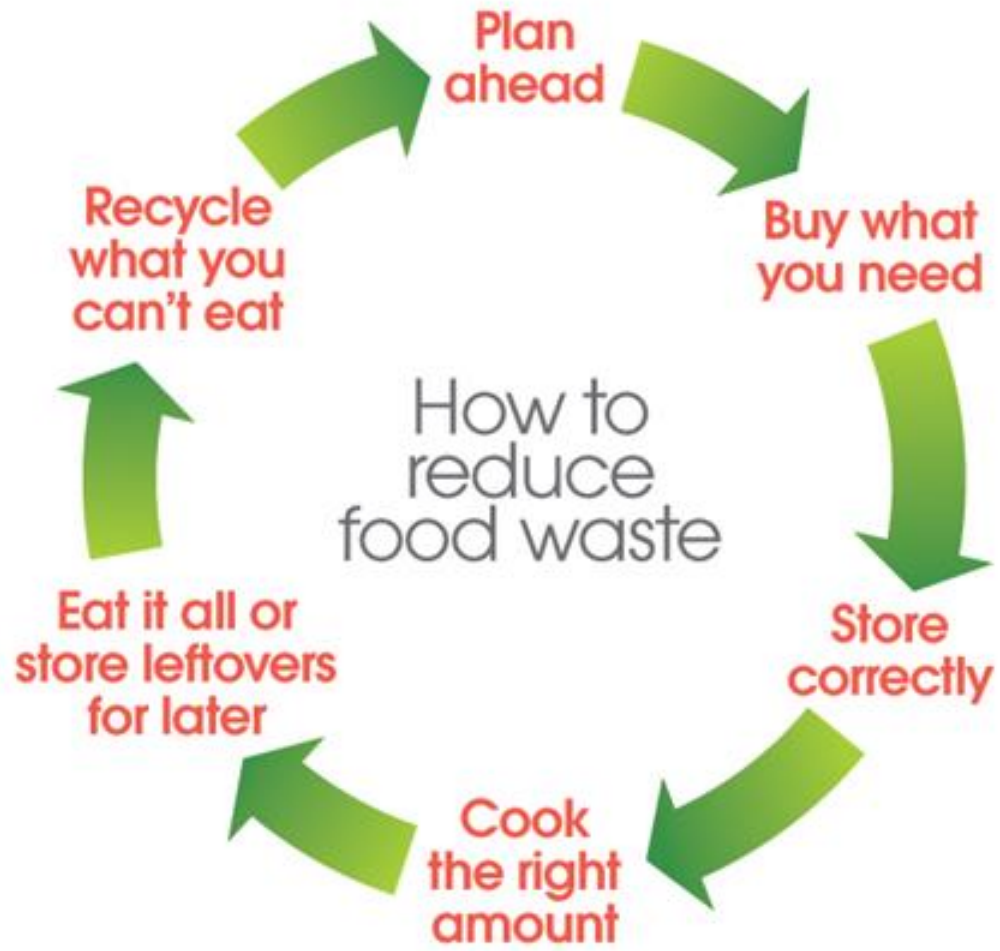 Plan
ahead
Buy what
you need
Store
correctly
Cook
the right
amount
Eat it all or
store leftovers
for later
Recycle
what you
can't eat
How to
reduce
food waste